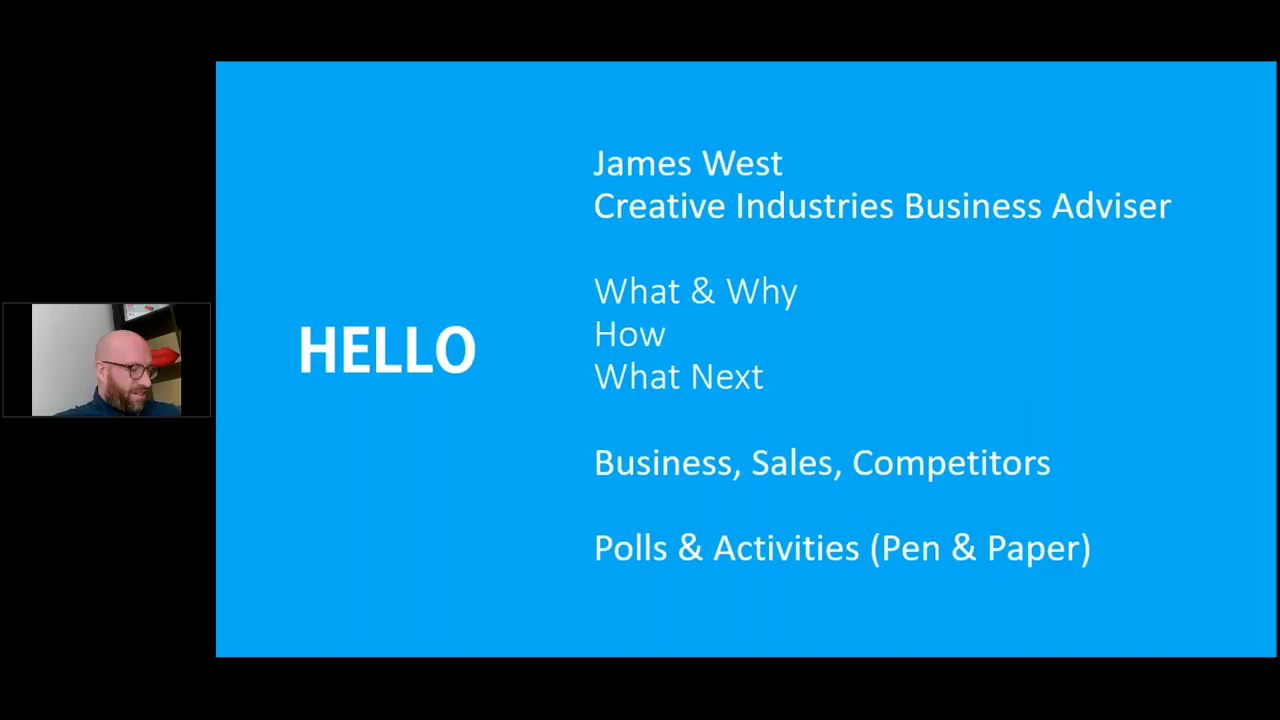 HELLO
James West
Creative Industries Business Adviser
What & Why
How
What Next
Business, Sales, Competitors
Polls & Activities (Pen & Paper)